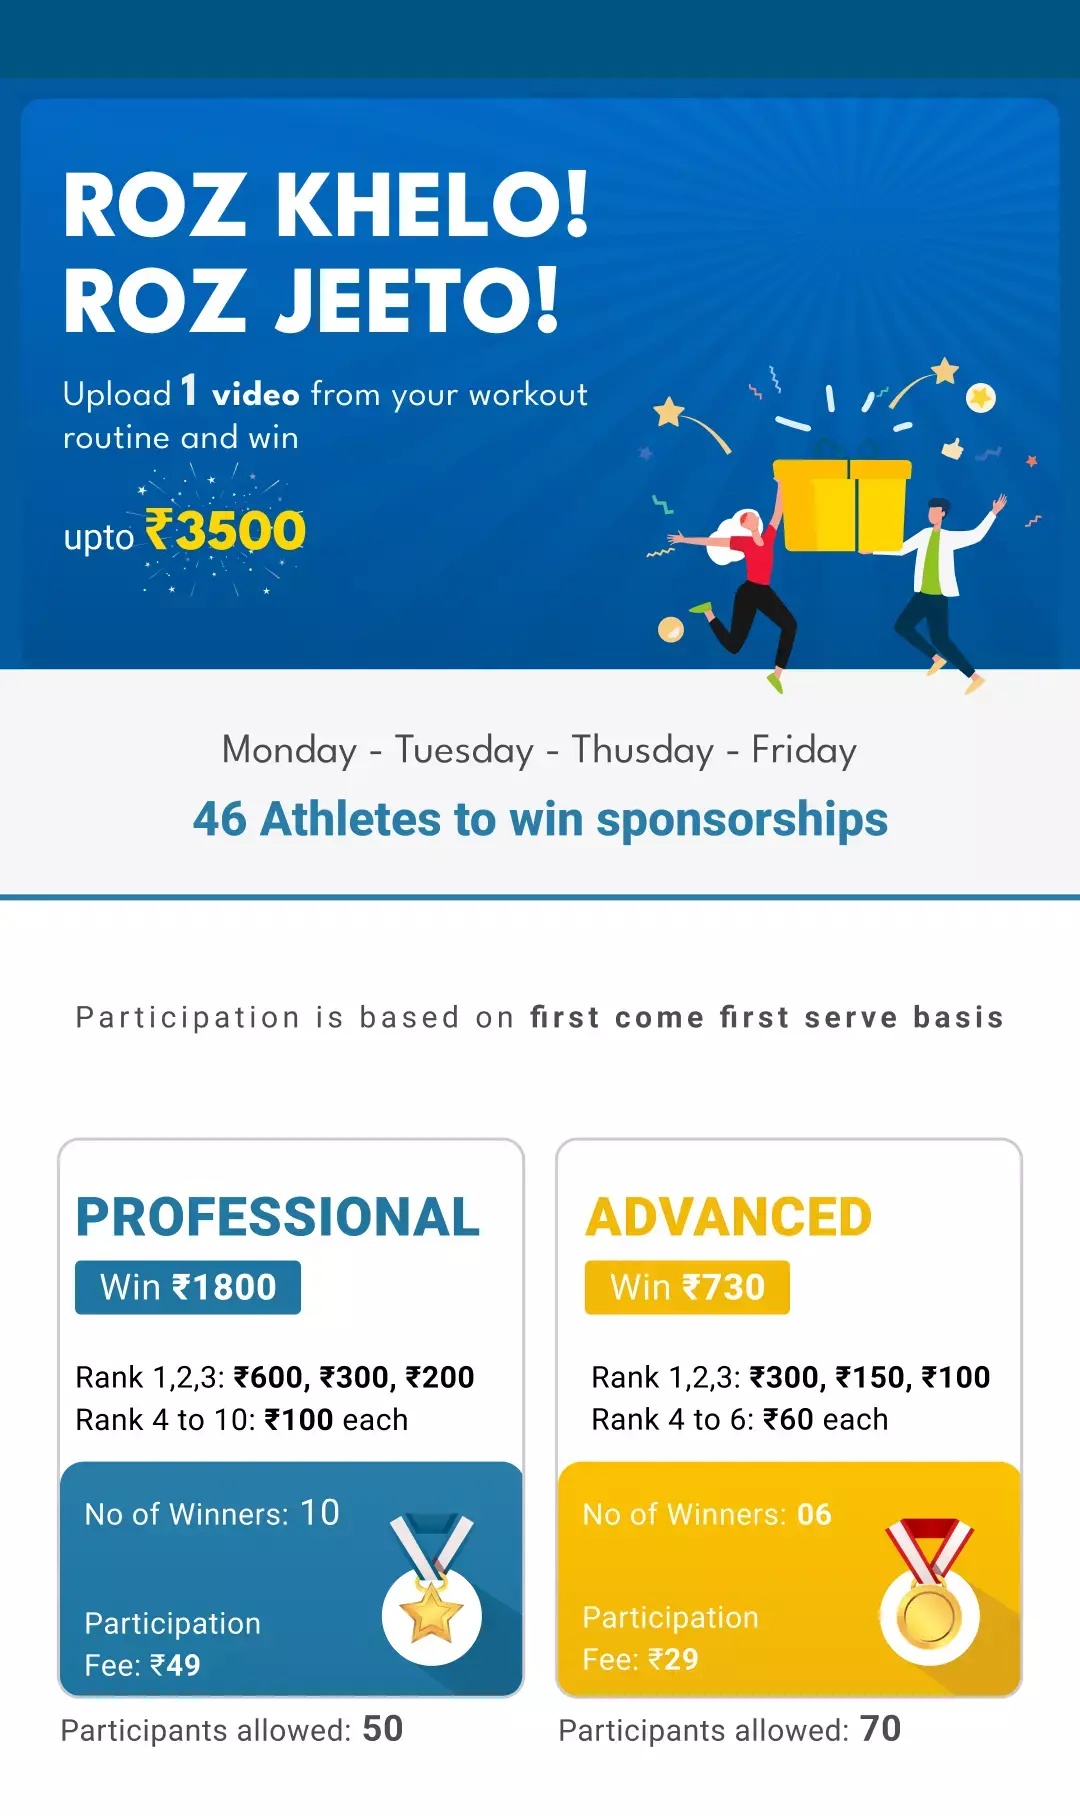 ROZ KHELO!
ROZ JEETO!
Upload 1 video from your workout
routine and win
upto ₹3500
Monday - Tuesday - Thusday - Friday
46 Athletes to win sponsorships
Participation is based on first come first serve basis
PROFESSIONAL
Win ₹1800
Rank 1,2,3: ₹600, ₹300, ₹200
Rank 4 to 10: ₹100 each
No of Winners: 10
Participation
Fee: ₹49
Participants allowed: 50
ADVANCED
Win ₹730
Rank 1,2,3: ₹300, ₹150, ₹100
Rank 4 to 6: ₹60 each
No of Winners: 06
Participation
Fee: ₹29
Participants allowed: 70